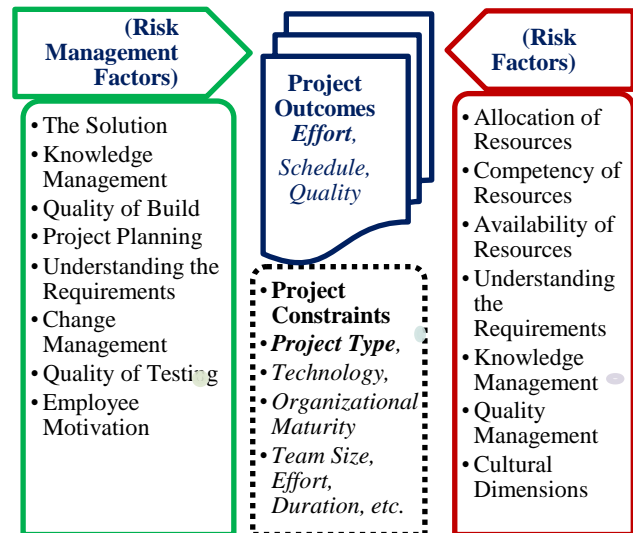 (Risk
Management
Factors)
• The Solution
• Knowledge
Management
• Quality of Build
• Project Planning
• Understanding the
Requirements
• Change
Management
• Quality of Testing
• Employee
Motivation
Project
Outcomes
Effort,
Schedule,
Quality
• Project
Constraints
• Project Type,
• Technology,
• Organizational
Maturity
• Team Size,
Effort,
Duration, etc.
(Risk
Factors)
• Allocation of
Resources
• Competency of
Resources
• Availability of
Resources
• Understanding
the
Requirements
• Knowledge
Management
• Quality
Management
• Cultural
Dimensions